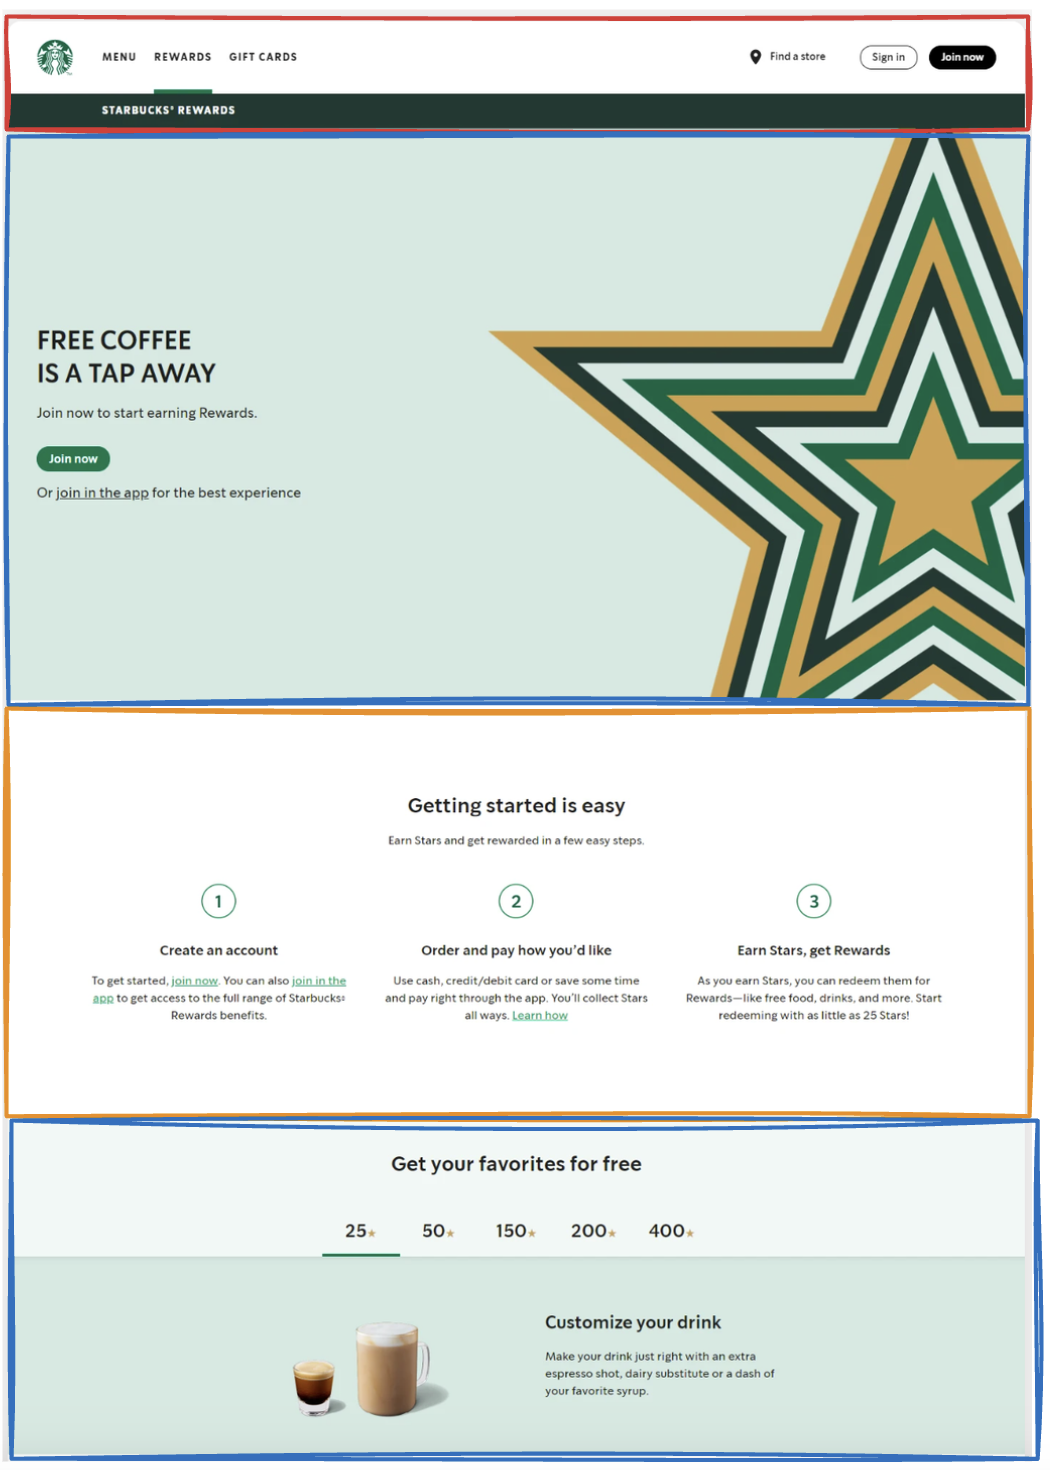 MENU REWARDS GIFT CARDS Find a store Sign in Join now
STARBUCKS® REWARDS
FREE COFFEE
IS A TAP AWAY
Join now to start earning Rewards.
Join now
Or join in the app for the best experience
Getting started is easy
Earn Stars and get rewarded in a few easy steps.
1
Create an account
To get started, join now. You can also join in the
app to get access to the full range of Starbucks®
Rewards benefits.
2
Order and pay how you’d like
Use cash, credit/debit card or save some time
and pay right through the app. You’ll collect Stars
all ways. Learn how
3
Earn Stars, get Rewards
As you earn Stars, you can redeem them for
Rewards—like free food, drinks, and more. Start
redeeming with as little as 25 Stars!
Get your favorites for free
25★ 50★ 150★ 200★ 400★
Customize your drink
Make your drink just right with an extra
espresso shot, dairy substitute or a dash of
your favorite syrup.